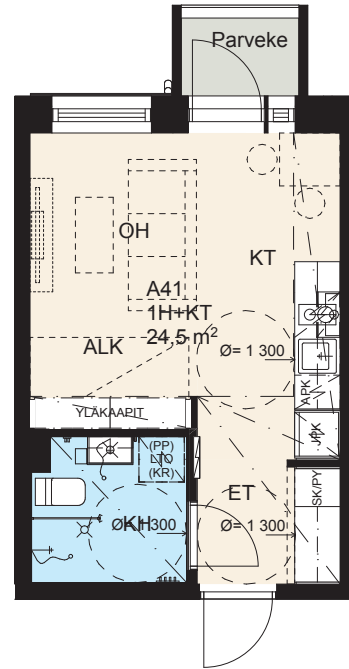 Parveke
OH
KT
A41
1H+KT
24,5 m²
ALK
Ø= 1 300
YLÄKAAPIT
APK
JPK
(PP)
LTO
(KR)
ET
SK/PY
KH
Ø= 1 300
Ø= 1 300